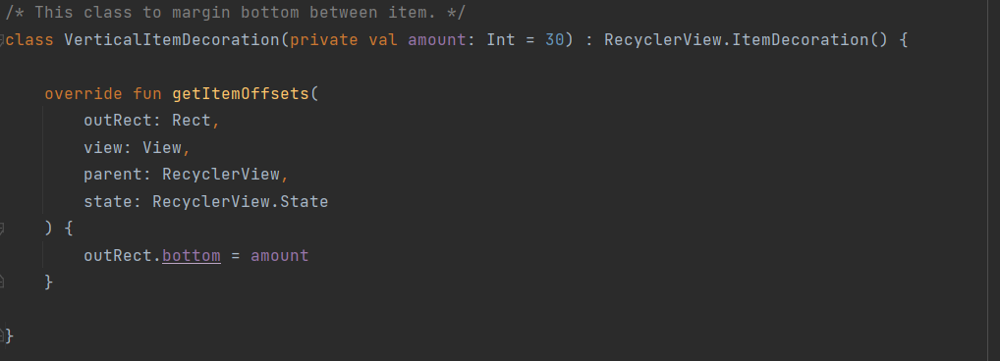 /* This class to margin bottom between item. */
class VerticalItemDecoration(private val amount: Int = 30) : RecyclerView.ItemDecoration() {
override fun getItemOffsets(
outRect: Rect,
view: View,
parent: RecyclerView,
state: RecyclerView.State
) {
outRect.bottom = amount
}
}